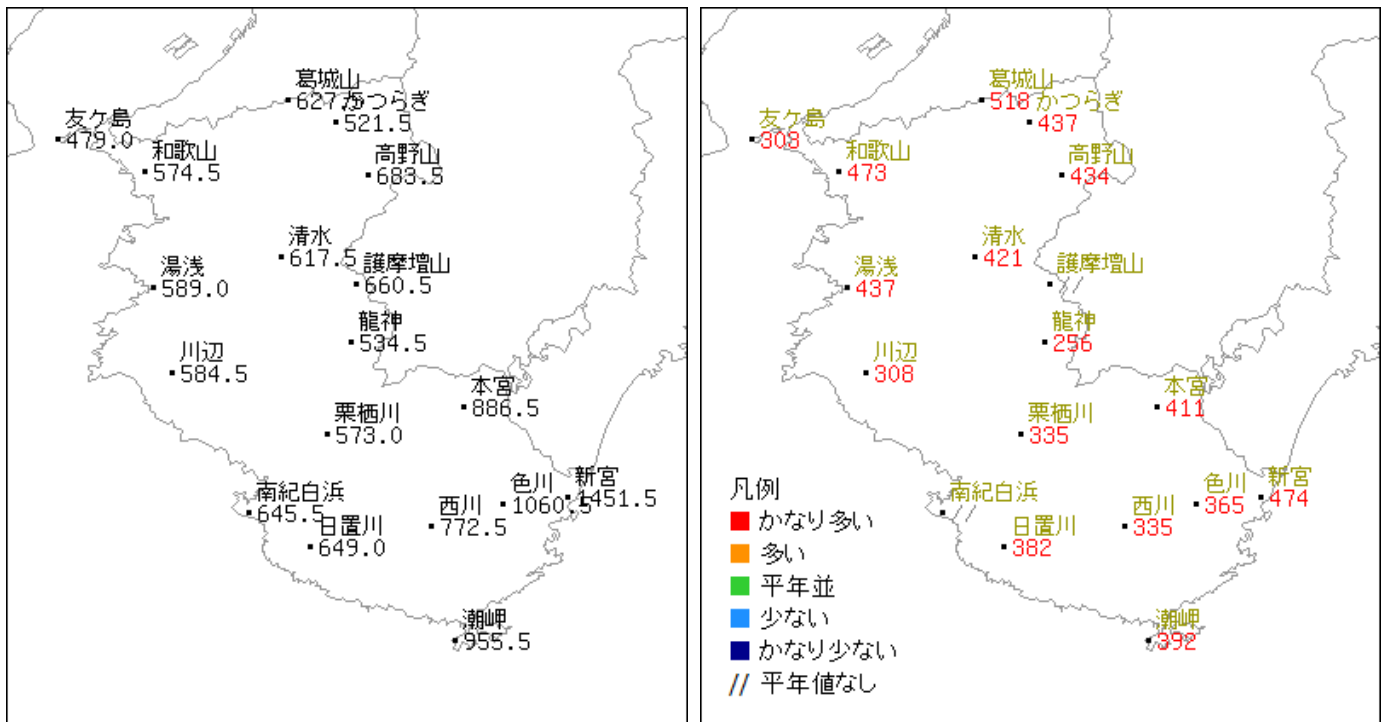 葛城山
627.5
かつらぎ
521.5
友ケ島
479.0
和歌山
574.5
高野山
683.5
清水
617.5
湯浅
589.0
護摩壇山
660.5
龍神
534.5
川辺
584.5
本宮
886.5
栗栖川
573.0
南紀白浜
645.5
日置川
649.0
西川
772.5
色川
1060.5
新宮
1451.5
潮岬
955.5
葛城山
518
かつらぎ
437
友ケ島
308
和歌山
473
高野山
434
清水
421
湯浅
437
護摩壇山
//
龍神
256
川辺
308
本宮
411
栗栖川
335
南紀白浜
//
日置川
382
西川
335
色川
365
新宮
474
潮岬
392
凡例
かなり多い
多い
平年並
少ない
かなり少ない
// 平年値なし